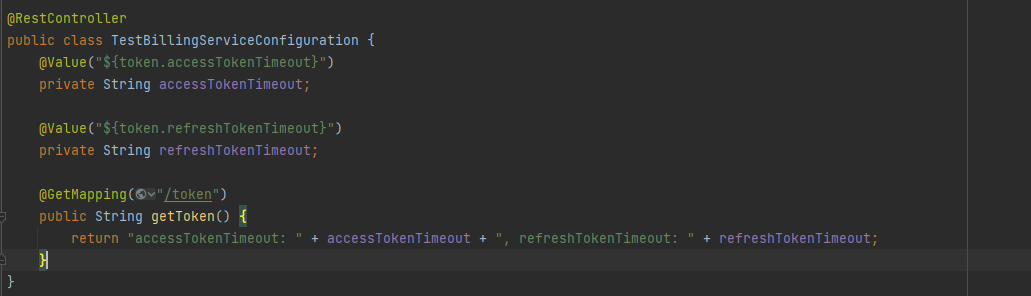 @RestController
public class TestBillingServiceConfiguration {
    @Value("${token.accessTokenTimeout}")
    private String accessTokenTimeout;

    @Value("${token.refreshTokenTimeout}")
    private String refreshTokenTimeout;

    @GetMapping("/token")
    public String getToken() {
        return "accessTokenTimeout: " + accessTokenTimeout + ", refreshTokenTimeout: " + refreshTokenTimeout;
    }
}